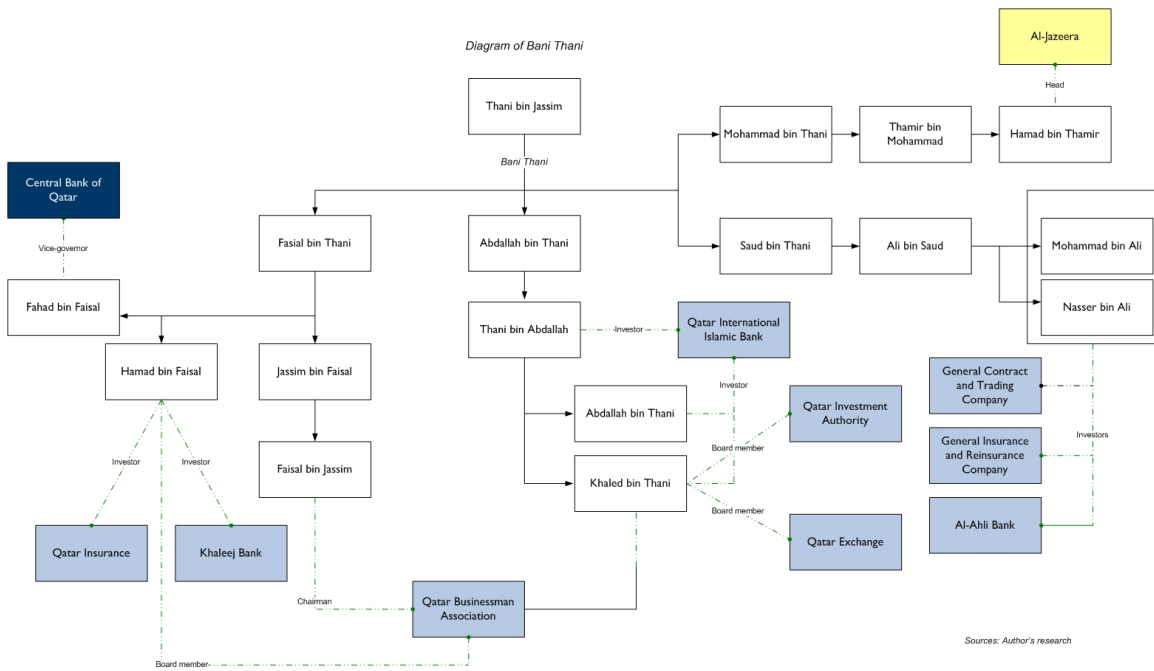 Diagram of Bani Thani
Al-Jazeera
Head
Thani bin Jassim
Bani Thani
Mohammad bin Thani
Thamir bin
Mohammad
Hamad bin Thamir
Central Bank of
Qatar
Vice-governor
Fahad bin Faisal
Fasial bin Thani
Abdallah bin Thani
Saud bin Thani
Ali bin Saud
Mohammad bin Ali
Nasser bin Ali
Thani bin Abdallah
Investor
Qatar International
Islamic Bank
Investor
Hamad bin Faisal
Jassim bin Faisal
Abdallah bin Thani
Qatar Investment
Authority
Board member
General Contract
and Trading
Company
Investors
General Insurance
and Reinsurance
Company
Al-Ahli Bank
Investor
Investor
Faisal bin Jassim
Khaled bin Thani
Board member
Qatar Exchange
Qatar Insurance
Khaleej Bank
Chairman
Qatar Businessman
Association
Board member
Sources: Author's research